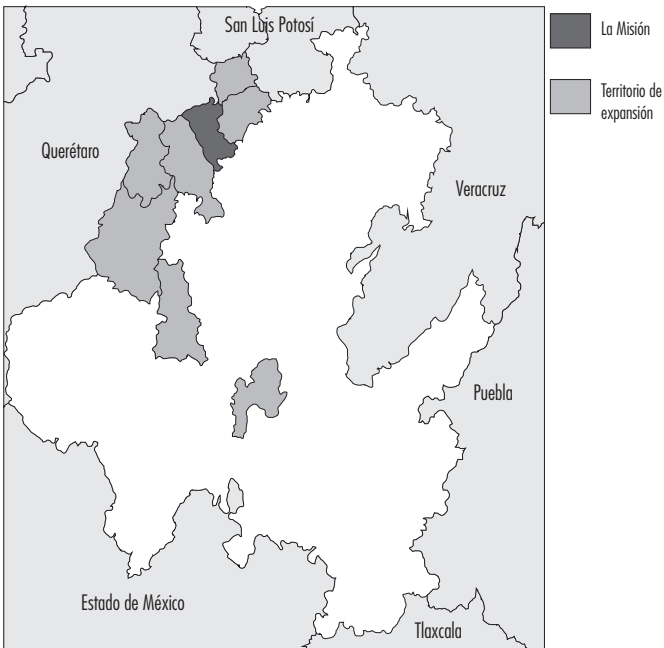 San Luis Potosí
La Misión
Territorio de
expansión
Querétaro
Veracruz
Puebla
Estado de México
Tlaxcala